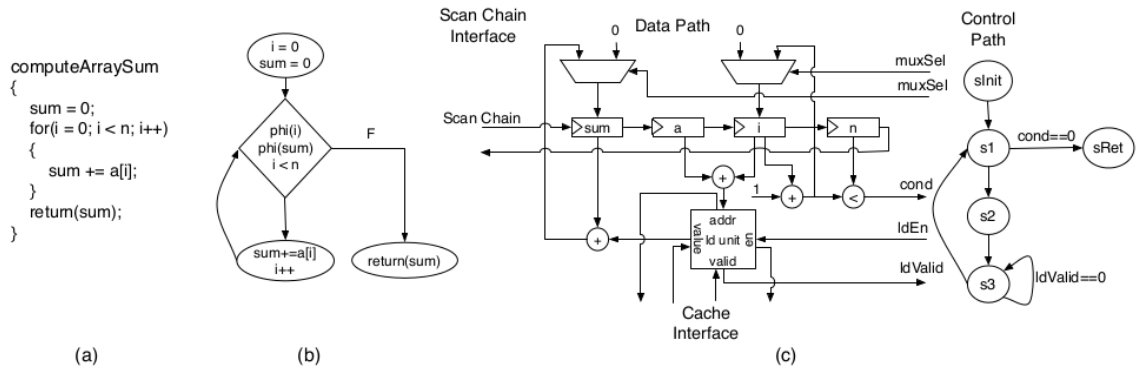 computeArraySum
{
sum = 0;
for(i = 0; i < n; i++)
{
sum += a[i];
}
return(sum);
}
(a)
i = 0
sum = 0
phi(i)
phi(sum)
i < n
F
sum+=a[i]
i++
return(sum)
(b)
Scan Chain
Interface
Data Path
Control
Path
0
0
muxSel
muxSel
Scan Chain
sum
a
i
n
+
1
+
<
cond
+
addr
value
ld unit
ue
valid
ldEn
ldValid
Cache
Interface
sInit
s1
cond==0
sRet
s2
s3
ldValid==0
(c)